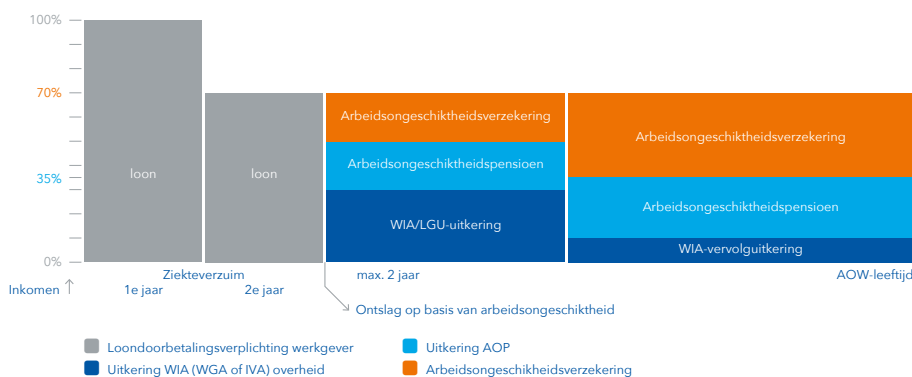 100%
70%
35%
0%
loon
loon
Arbeidsongeschiktheidsverzekering
Arbeidsongeschiktheidspensioen
WIA/LGU-uitkering
Arbeidsongeschiktheidsverzekering
Arbeidsongeschiktheidspensioen
WIA-vervolguitkering
Inkomen
Ziekteverzuim
1e jaar
2e jaar
max. 2 jaar
AOW-leeftijd
Ontslag op basis van arbeidsongeschiktheid
Loondoorbetalingsverplichting werkgever
Uitkering WIA (WGA of IVA) overheid
Uitkering AOP
Arbeidsongeschikheidsverzekering